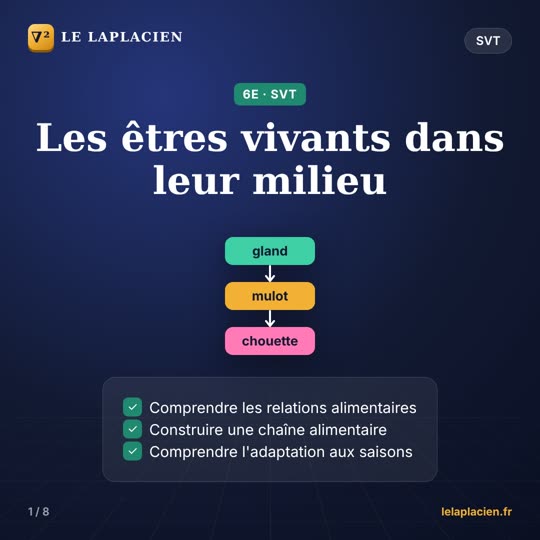 ∇² LE LAPLACIEN
SVT
6E · SVT
Les êtres vivants dans
leur milieu
gland
mulot
chouette
Comprendre les relations alimentaires
Construire une chaîne alimentaire
Comprendre l'adaptation aux saisons
1 / 8
lelaplacien.fr